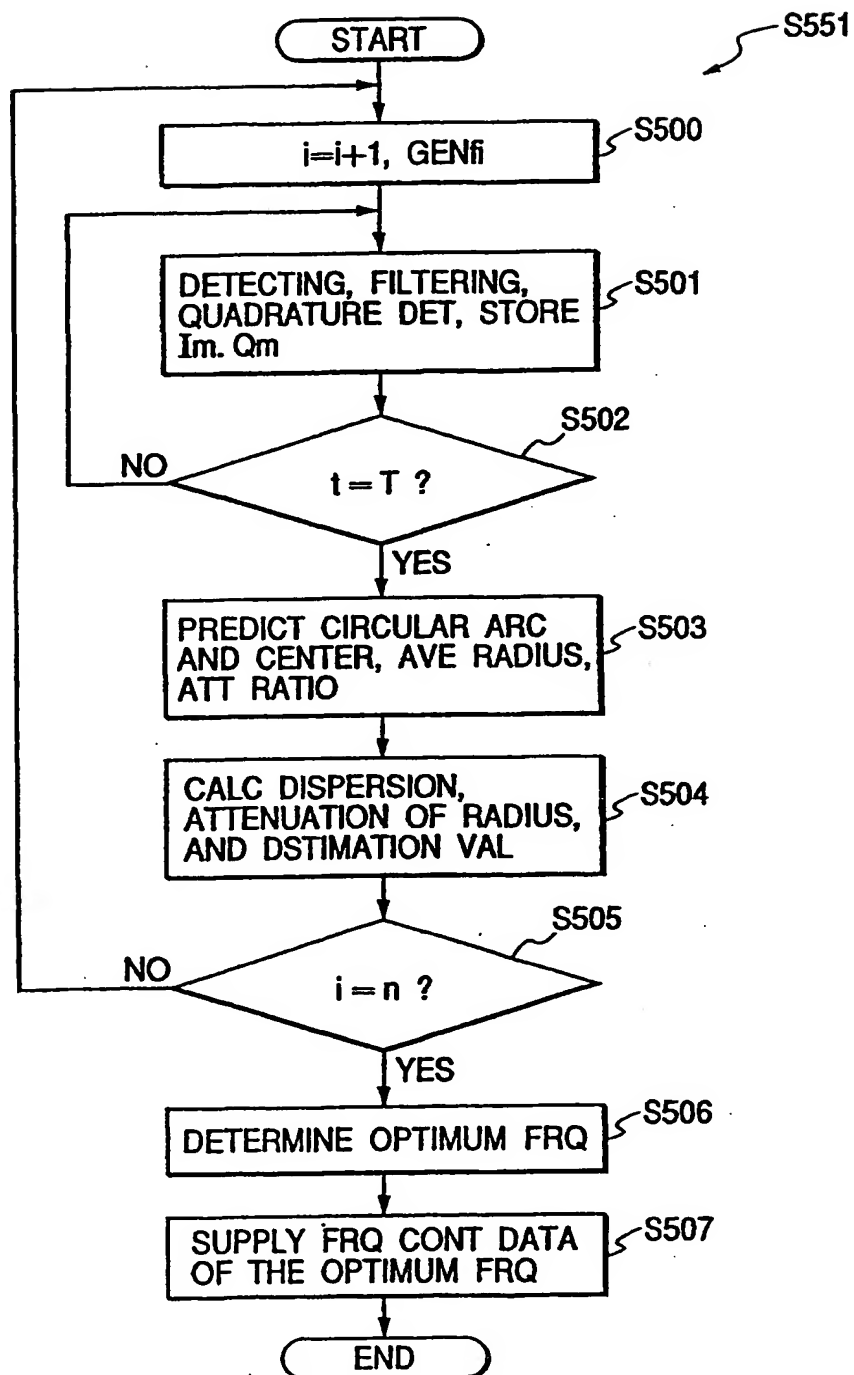 S551
START
i=i+1, GENfi
S500
DETECTING, FILTERING,
QUADRATURE DET, STORE
Im. Qm
S501
S502
t = T ?
NO
YES
PREDICT CIRCULAR ARC
AND CENTER, AVE RADIUS,
ATT RATIO
S503
CALC DISPERSION,
ATTENUATION OF RADIUS,
AND DSTIMATION VAL
S504
S505
i = n ?
NO
YES
DETERMINE OPTIMUM FRQ
S506
SUPPLY FRQ CONT DATA
OF THE OPTIMUM FRQ
S507
END